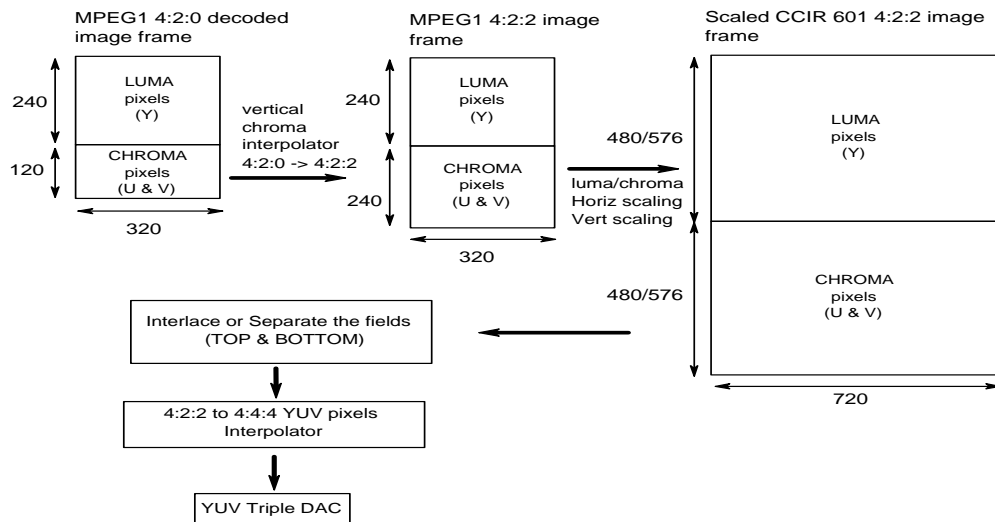 MPEG1 4:2:0 decoded
image frame
240
LUMA
pixels
(Y)
120
CHROMA
pixels
(U & V)
320
vertical
chroma
interpolator
4:2:0 -> 4:2:2
MPEG1 4:2:2 image
frame
240
LUMA
pixels
(Y)
240
CHROMA
pixels
(U & V)
320
luma/chroma
Horiz scaling
Vert scaling
Scaled CCIR 601 4:2:2 image
frame
480/576
LUMA
pixels
(Y)
480/576
CHROMA
pixels
(U & V)
720
Interlace or Separate the fields
(TOP & BOTTOM)
4:2:2 to 4:4:4 YUV pixels
Interpolator
YUV Triple DAC